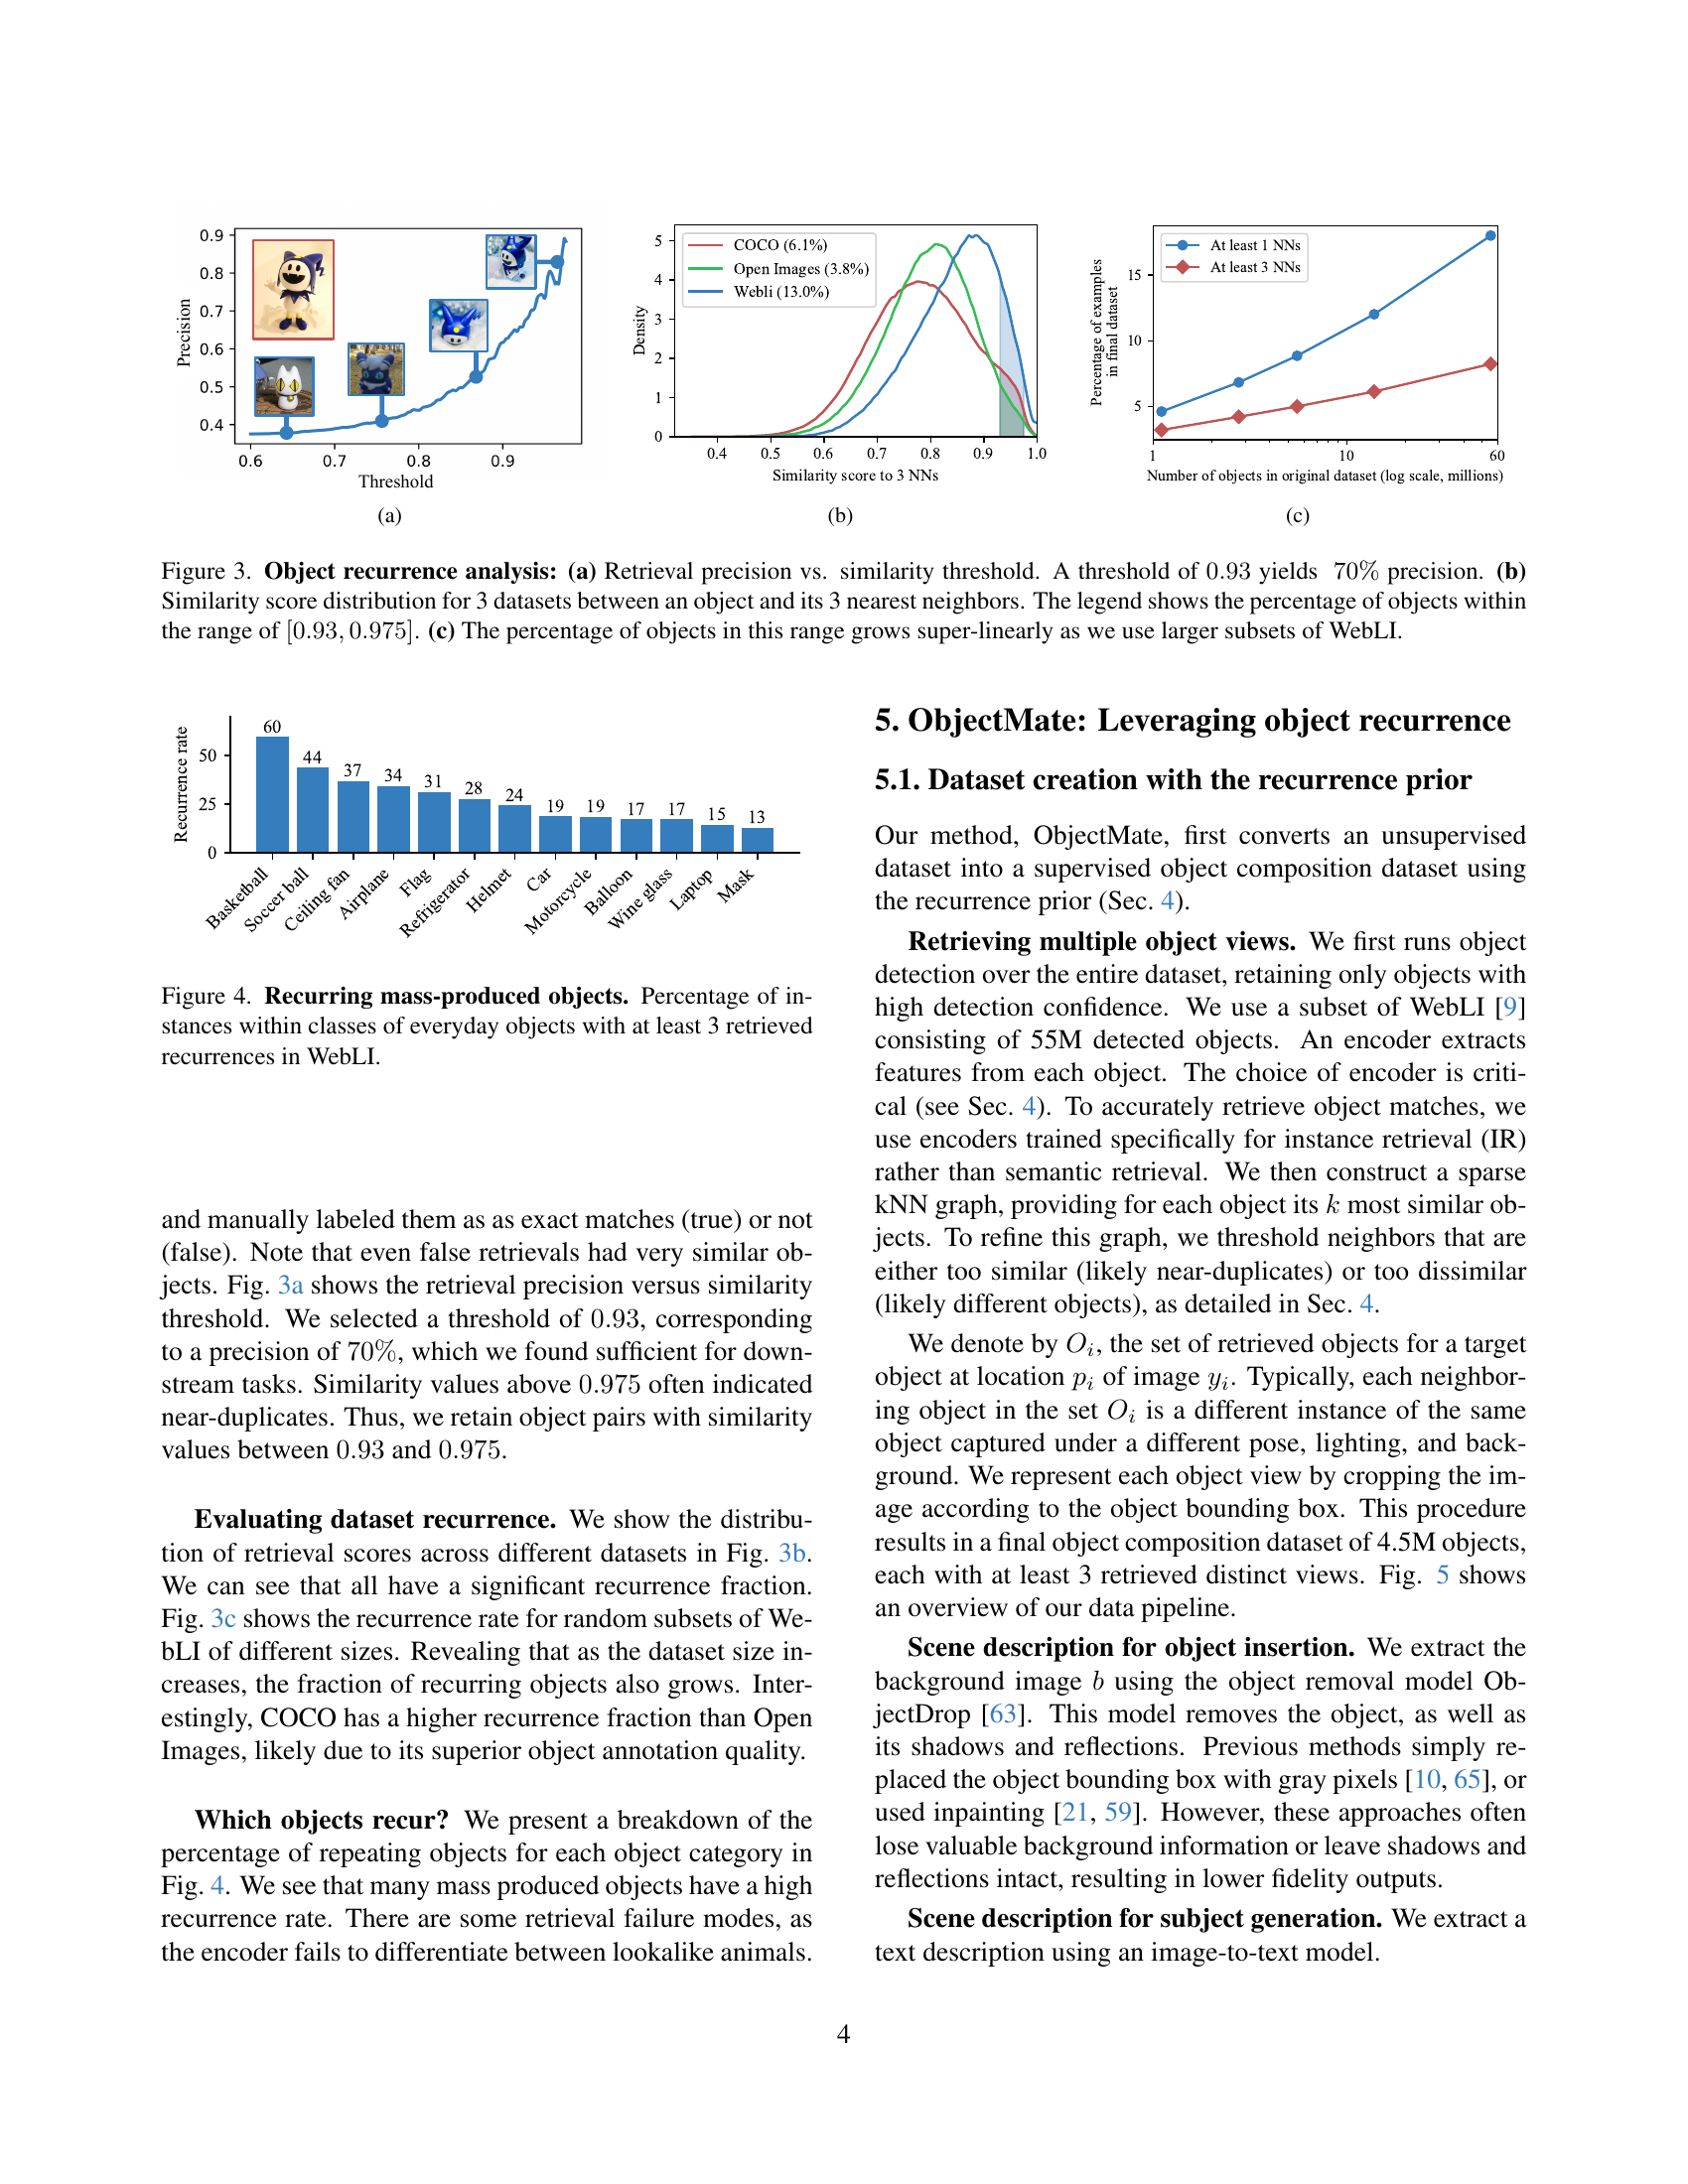 0.9
0.8
0.7
0.6
0.5
0.4
Precision
0.6 0.7 0.8 0.9
Threshold
(a)
5
4
3
2
1
0
Density
COCO (6.1%)
Open Images (3.8%)
Webli (13.0%)
0.4 0.5 0.6 0.7 0.8 0.9 1.0
Similarity score to 3 NNs
(b)
15
10
5
Percentage of examples
in final dataset
At least 1 NNs
At least 3 NNs
1 10 60
Number of objects in original dataset (log scale, millions)
(c)
Figure 3. Object recurrence analysis: (a) Retrieval precision vs. similarity threshold. A threshold of 0.93 yields 70% precision. (b)
Similarity score distribution for 3 datasets between an object and its 3 nearest neighbors. The legend shows the percentage of objects within
the range of [0.93, 0.975]. (c) The percentage of objects in this range grows super-linearly as we use larger subsets of WebLI.
Recurrence rate
50
25
0
60 44 37 34 31 28 24 19 19 17 17 15 13
Basketball
Soccer ball
Ceiling fan
Airplane
Flag
Refrigerator
Helmet
Car
Motorcycle
Balloon
Wine glass
Laptop
Mask
Figure 4. Recurring mass-produced objects. Percentage of in-
stances within classes of everyday objects with at least 3 retrieved
recurrences in WebLI.
and manually labeled them as as exact matches (true) or not
(false). Note that even false retrievals had very similar ob-
jects. Fig. 3a shows the retrieval precision versus similarity
threshold. We selected a threshold of 0.93, corresponding
to a precision of 70%, which we found sufficient for down-
stream tasks. Similarity values above 0.975 often indicated
near-duplicates. Thus, we retain object pairs with similarity
values between 0.93 and 0.975.
Evaluating dataset recurrence. We show the distribu-
tion of retrieval scores across different datasets in Fig. 3b.
We can see that all have a significant recurrence fraction.
Fig. 3c shows the recurrence rate for random subsets of We-
bLI of different sizes. Revealing that as the dataset size in-
creases, the fraction of recurring objects also grows. Inter-
estingly, COCO has a higher recurrence fraction than Open
Images, likely due to its superior object annotation quality.
Which objects recur? We present a breakdown of the
percentage of repeating objects for each object category in
Fig. 4. We see that many mass produced objects have a high
recurrence rate. There are some retrieval failure modes, as
the encoder fails to differentiate between lookalike animals.
5. ObjectMate: Leveraging object recurrence
5.1. Dataset creation with the recurrence prior
Our method, ObjectMate, first converts an unsupervised
dataset into a supervised object composition dataset using
the recurrence prior (Sec. 4).
Retrieving multiple object views. We first runs object
detection over the entire dataset, retaining only objects with
high detection confidence. We use a subset of WebLI [9]
consisting of 55M detected objects. An encoder extracts
features from each object. The choice of encoder is criti-
cal (see Sec. 4). To accurately retrieve object matches, we
use encoders trained specifically for instance retrieval (IR)
rather than semantic retrieval. We then construct a sparse
kNN graph, providing for each object its k most similar ob-
jects. To refine this graph, we threshold neighbors that are
either too similar (likely near-duplicates) or too dissimilar
(likely different objects), as detailed in Sec. 4.
We denote by Oi, the set of retrieved objects for a target
object at location pi of image yi. Typically, each neighbor-
ing object in the set Oi is a different instance of the same
object captured under a different pose, lighting, and back-
ground. We represent each object view by cropping the im-
age according to the object bounding box. This procedure
results in a final object composition dataset of 4.5M objects,
each with at least 3 retrieved distinct views. Fig. 5 shows
an overview of our data pipeline.
Scene description for object insertion. We extract the
background image b using the object removal model Ob-
jectDrop [63]. This model removes the object, as well as
its shadows and reflections. Previous methods simply re-
placed the object bounding box with gray pixels [10, 65], or
used inpainting [21, 59]. However, these approaches often
lose valuable background information or leave shadows and
reflections intact, resulting in lower fidelity outputs.
Scene description for subject generation. We extract a
text description using an image-to-text model.
4